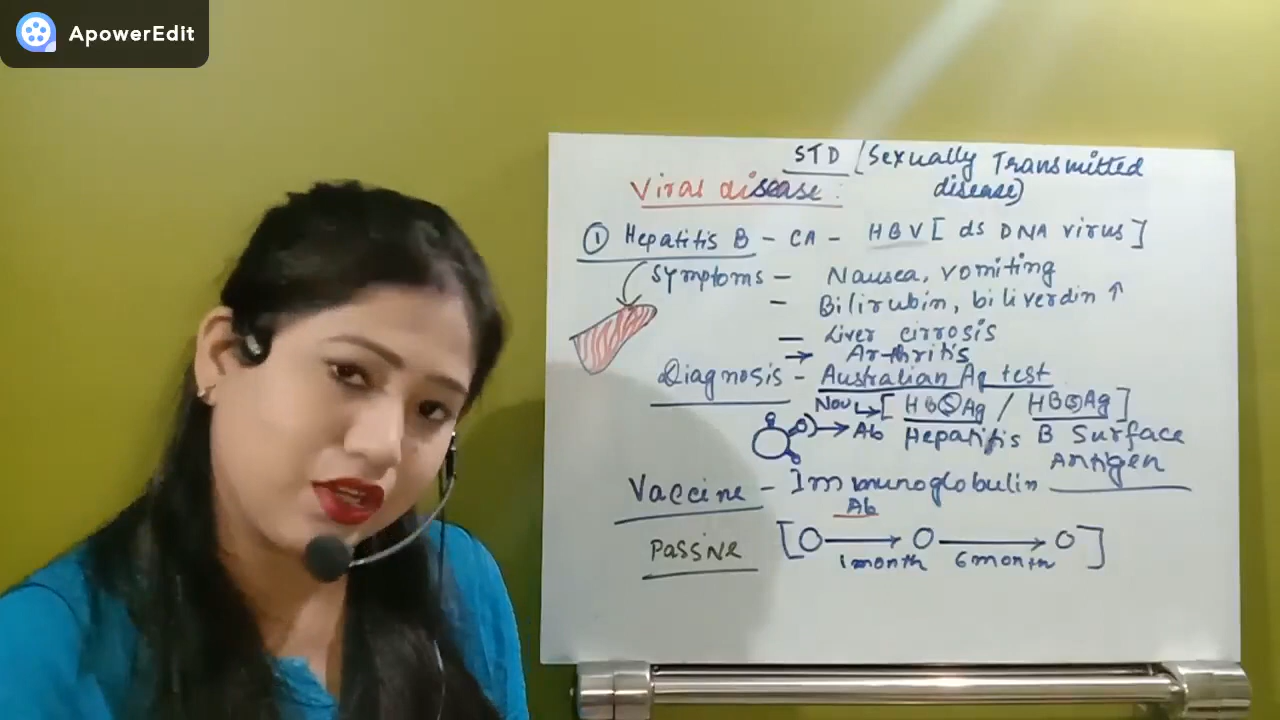 ApowerEdit
STD (Sexually Transmitted
disease)
Viral disease :
① Hepatitis B - CA - HBV [ ds DNA virus ]
Symptoms - Nausea, vomiting
- Bilirubin, biliverdin ↑
- Liver cirrosis
→ Arthritis
Diagnosis - Australian Ag test
[ HBSAg / HBSAg ]
→ Ab Hepatitis B Surface
Antigen
Vaccine - Immunoglobulin
Ab
Passive [ O → O → O ]
1 month 6 month